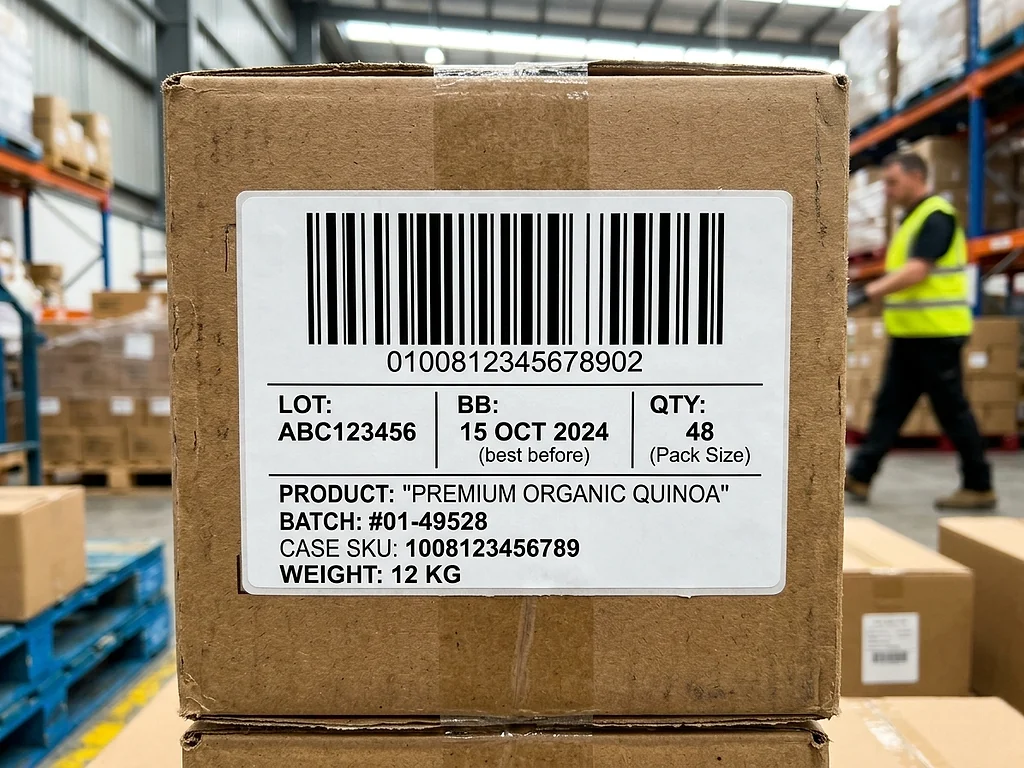 0100812345678902
LOT:
ABC123456
BB:
15 OCT 2024
(best before)
QTY:
48
(Pack Size)
PRODUCT: "PREMIUM ORGANIC QUINOA"
BATCH: #01-49528
CASE SKU: 1008123456789
WEIGHT: 12 KG